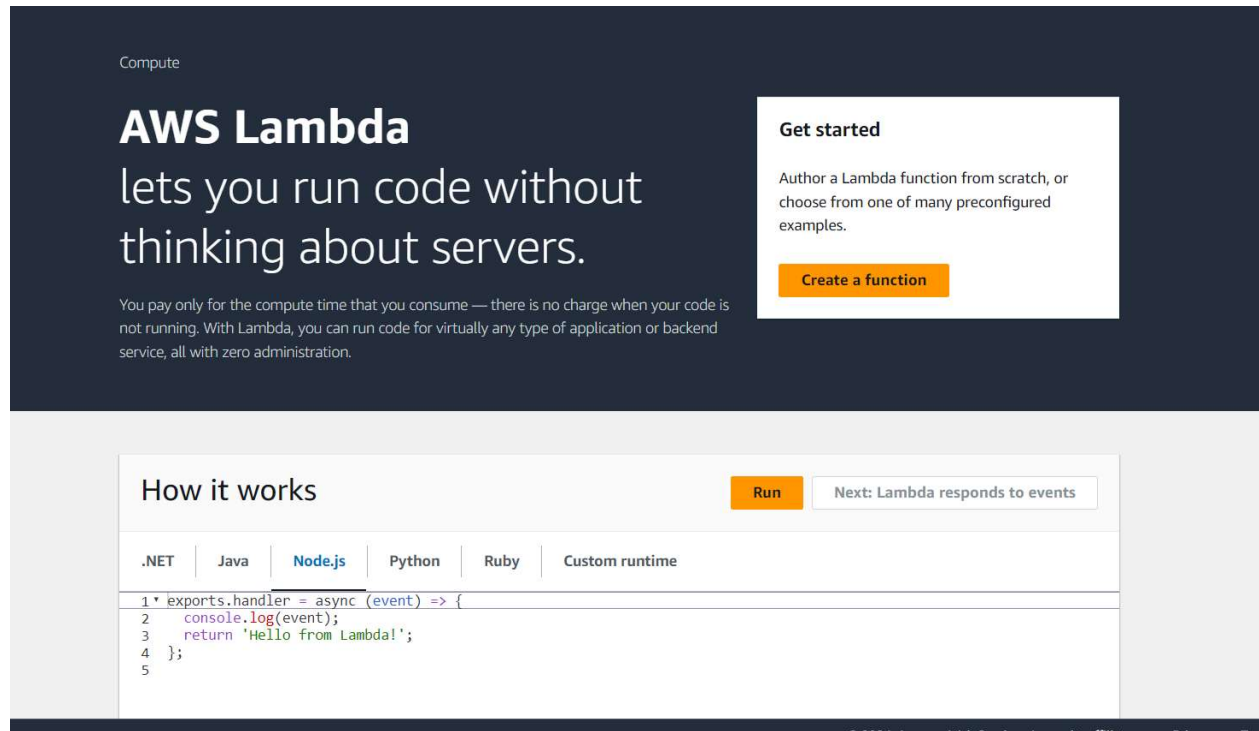 Compute
AWS Lambda
lets you run code without
thinking about servers.
You pay only for the compute time that you consume — there is no charge when your code is
not running. With Lambda, you can run code for virtually any type of application or backend
service, all with zero administration.
Get started
Author a Lambda function from scratch, or
choose from one of many preconfigured
examples.
Create a function
How it works
Run
Next: Lambda responds to events
.NET Java Node.js Python Ruby Custom runtime
1 exports.handler = async (event) => {
2 console.log(event);
3 return 'Hello from Lambda!';
4 };
5